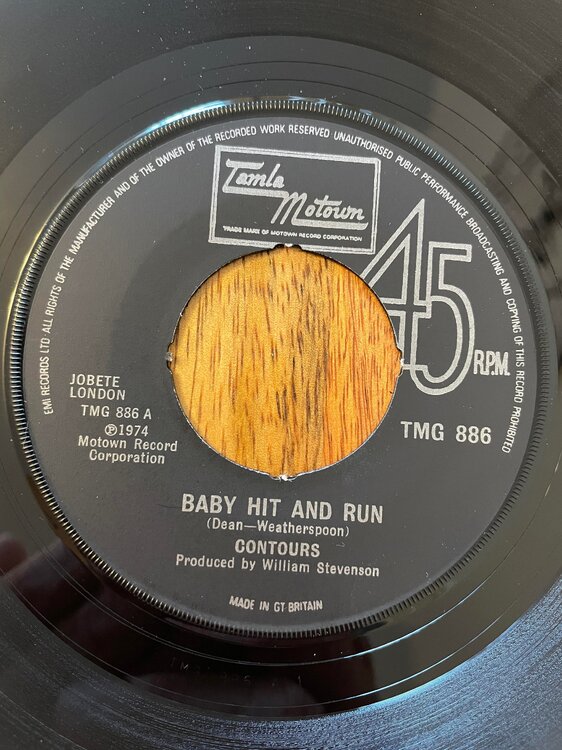 EMI RECORDS LTD·ALL RIGHTS OF THE MANUFACTURER AND OF THE OWNER OF THE RECORDED WORK RESERVED UNAUTHORISED PUBLIC PERFORMANCE BROADCASTING AND COPYING OF THIS RECORD PROHIBITED
Tamla
Motown
TRADE MARK OF MOTOWN RECORD CORPORATION
45
R.P.M.
JOBETE
LONDON
TMG 886 A
℗1974
Motown Record
Corporation
TMG 886
BABY HIT AND RUN
(Dean—Weatherspoon)
CONTOURS
Produced by William Stevenson
MADE IN GT·BRITAIN